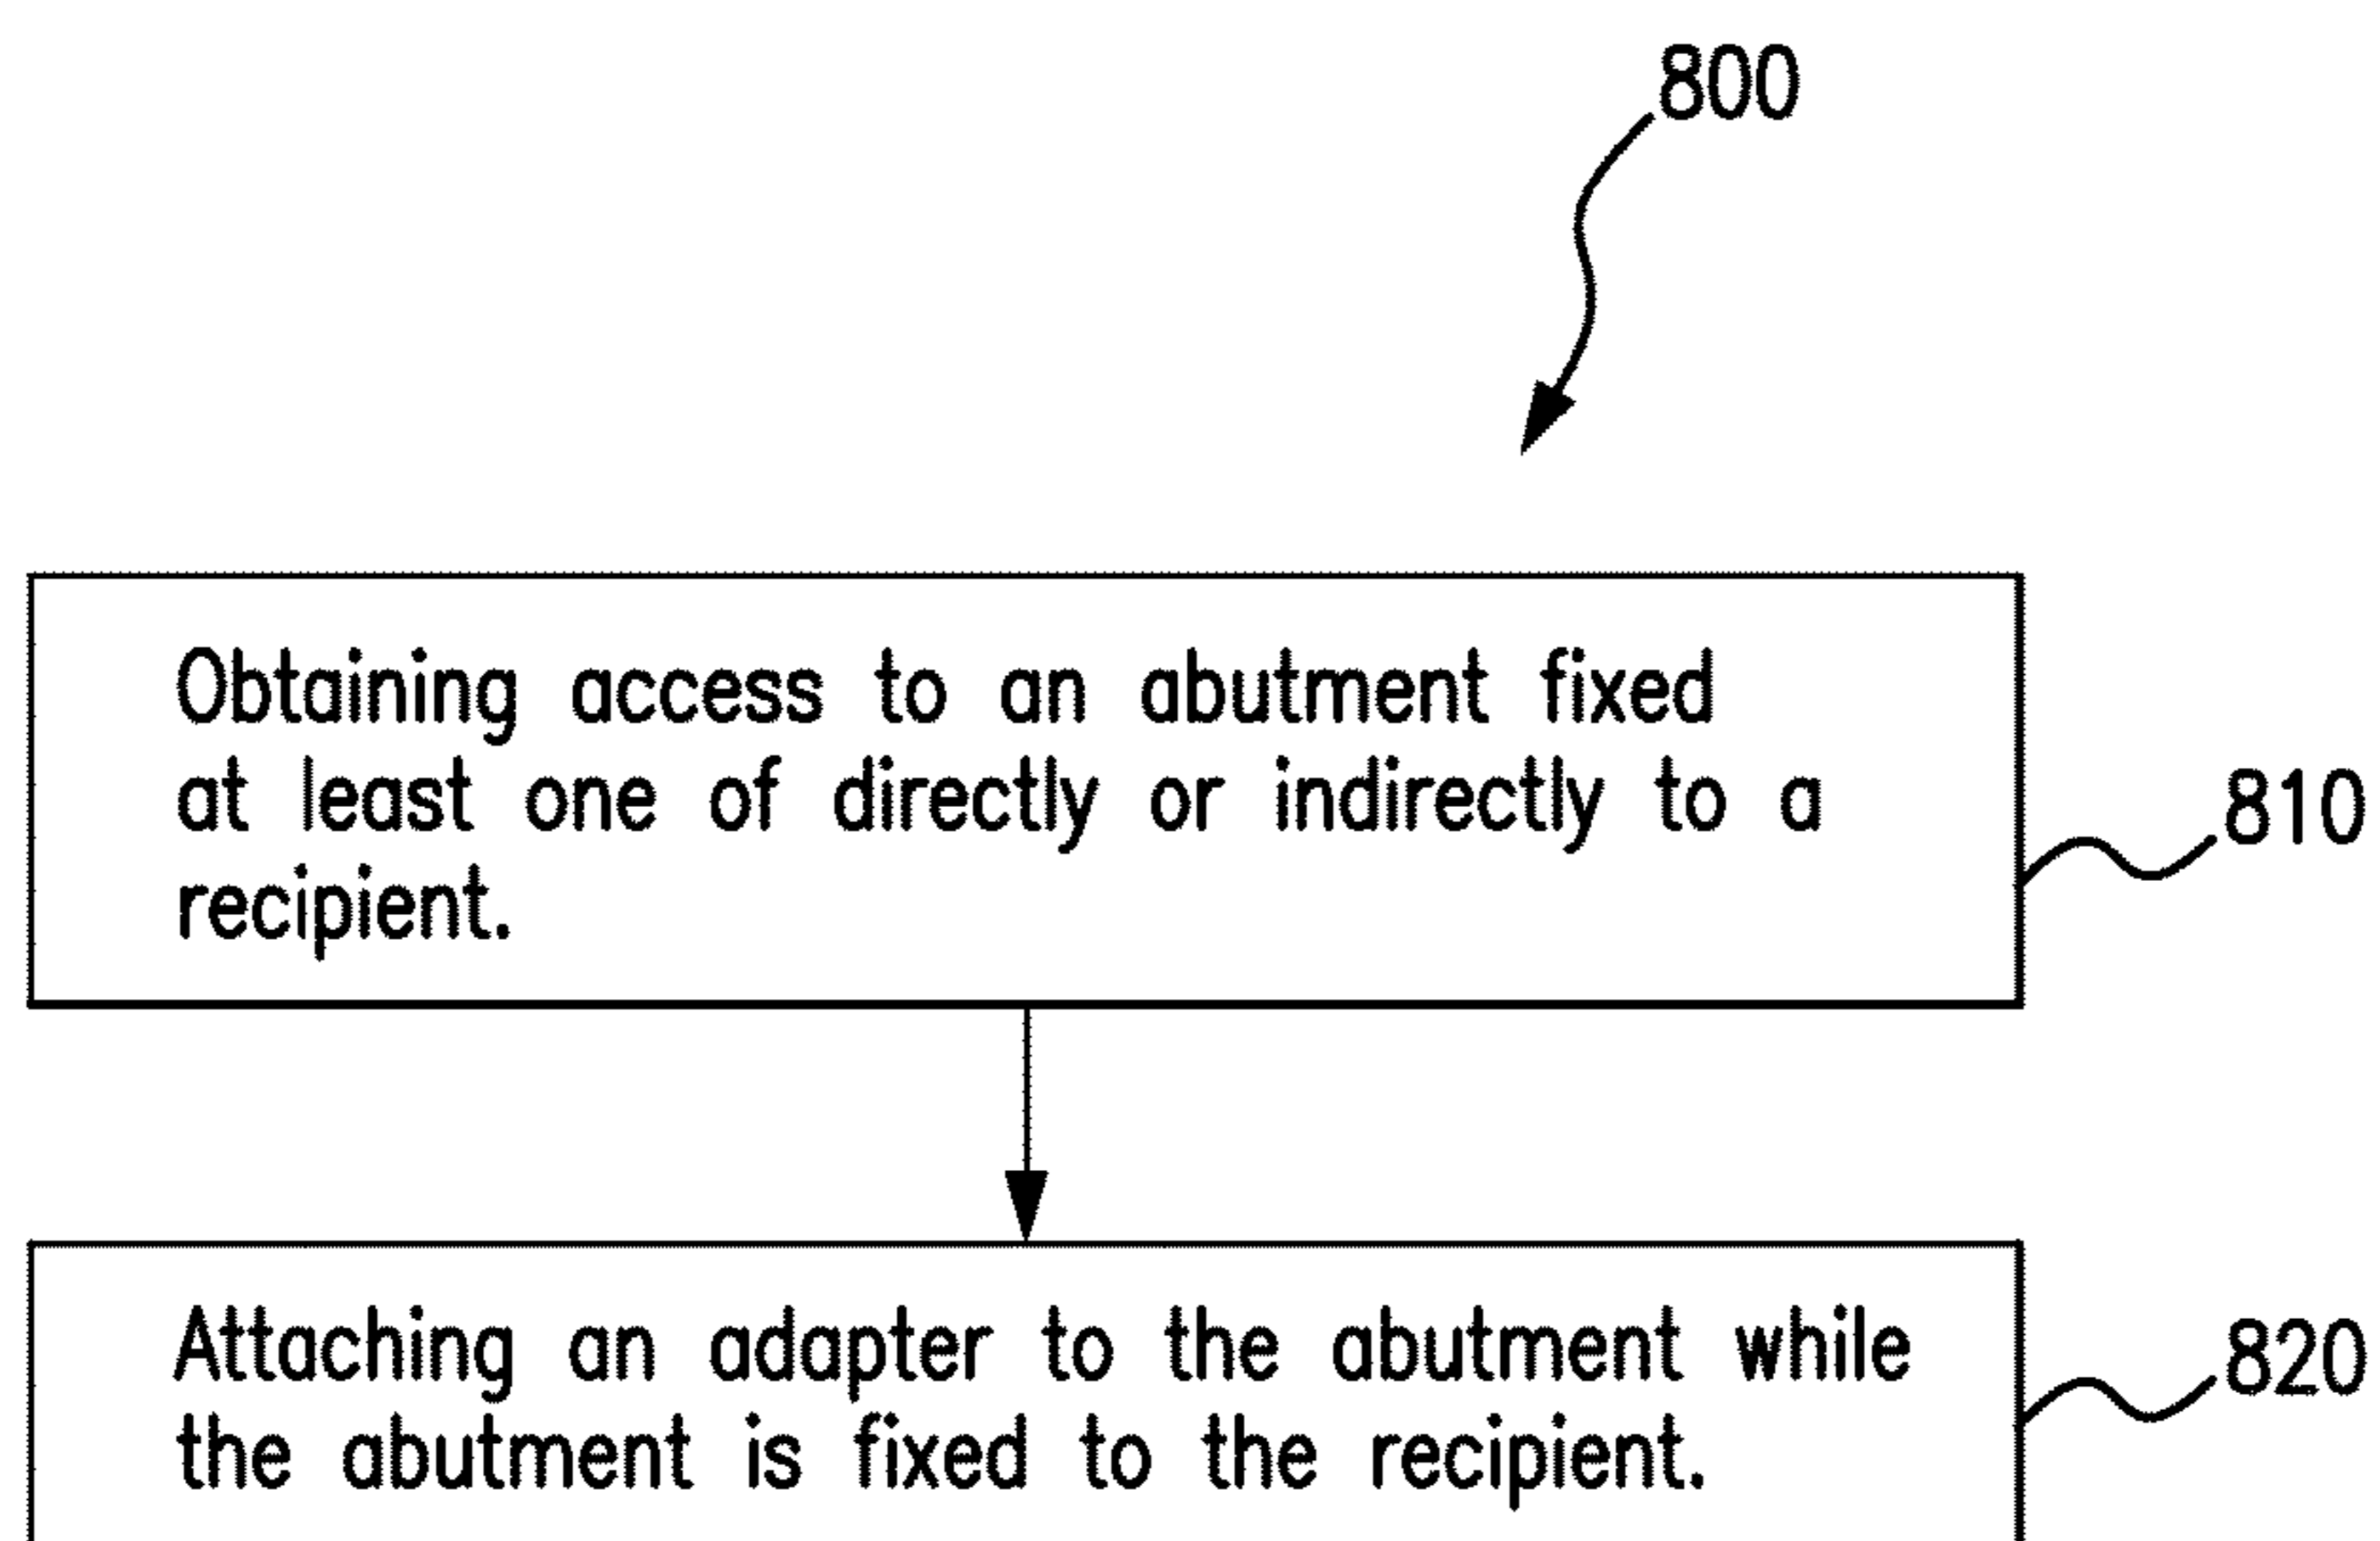 800
Obtaining access to an abutment fixed
at least one of directly or indirectly to a
recipient.
810
Attaching an adapter to the abutment while
the abutment is fixed to the recipient.
820